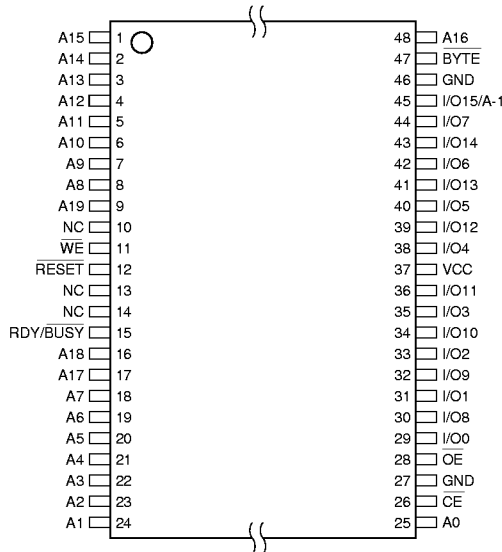 A15 1 48 A16
A14 2 47 BYTE
A13 3 46 GND
A12 4 45 I/O15/A-1
A11 5 44 I/O7
A10 6 43 I/O14
A9 7 42 I/O6
A8 8 41 I/O13
A19 9 40 I/O5
NC 10 39 I/O12
WE 11 38 I/O4
RESET 12 37 VCC
NC 13 36 I/O11
NC 14 35 I/O3
RDY/BUSY 15 34 I/O10
A18 16 33 I/O2
A17 17 32 I/O9
A7 18 31 I/O1
A6 19 30 I/O8
A5 20 29 I/O0
A4 21 28 OE
A3 22 27 GND
A2 23 26 CE
A1 24 25 A0